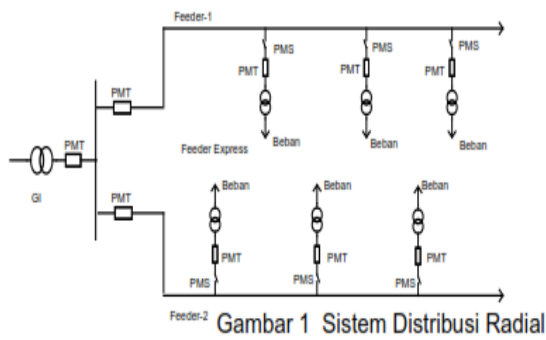 Feeder-1
PMS
PMS
PMS
PMT
PMT
PMT
PMT
PMT
Beban
Beban
Beban
Feeder Express
GI
Beban
Beban
Beban
PMT
PMT
PMT
PMT
PMS
PMS
PMS
Feeder-2
Gambar 1 Sistem Distribusi Radial